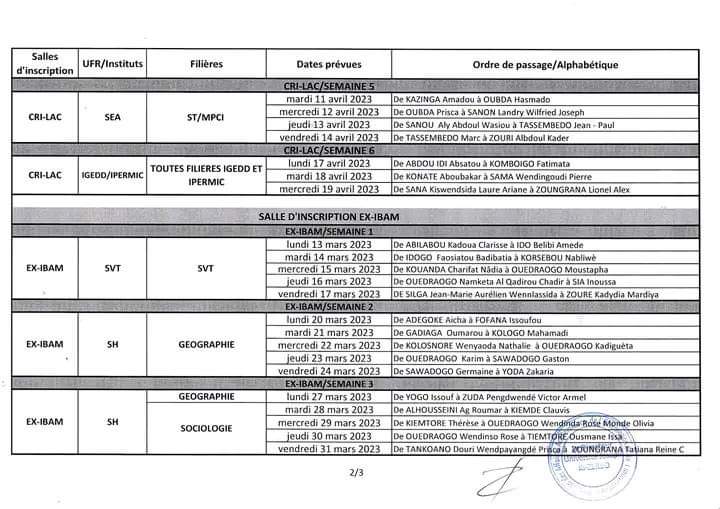 Salles d'inscription | UFR/Instituts | Filières | Dates prévues | Ordre de passage/Alphabétique
CRI-LAC/SEMAINE 5
CRI-LAC | SEA | ST/MPCI | mardi 11 avril 2023 | De KAZINGA Amadou à OUBDA Hasmado
mercredi 12 avril 2023 | De OUBDA Prisca à SANON Landry Wilfried Joseph
jeudi 13 avril 2023 | De SANOU Aly Abdoul Wasiou à TASSEMBEDO Jean - Paul
vendredi 14 avril 2023 | De TASSEMBEDO Marc à ZOURI Albdoul Kader
CRI-LAC/SEMAINE 6
CRI-LAC | IGEDD/IPERMIC | TOUTES FILIERES IGEDD ET IPERMIC | lundi 17 avril 2023 | De ABDOU IDI Absatou à KOMBOIGO Fatimata
mardi 18 avril 2023 | De KONATE Aboubakar à SAMA Wendingoudi Pierre
mercredi 19 avril 2023 | De SANA Kiswendsida Laure Ariane à ZOUNGRANA Lionel Alex
SALLE D'INSCRIPTION EX-IBAM
EX-IBAM/SEMAINE 1
EX-IBAM | SVT | SVT | lundi 13 mars 2023 | De ABILABOU Kadoua Clarisse à IDO Belibi Amede
mardi 14 mars 2023 | De IDOGO Faosiatou Badibatia à KORSEBOU Nabliwè
mercredi 15 mars 2023 | De KOUANDA Charifat Nâdia à OUEDRAOGO Moustapha
jeudi 16 mars 2023 | De OUEDRAOGO Namketa Al Qadirou Chadir à SIA Inoussa
vendredi 17 mars 2023 | DE SILGA Jean-Marie Aurélien Wennlassida à ZOURE Kadydia Mardiya
EX-IBAM/SEMAINE 2
EX-IBAM | SH | GEOGRAPHIE | lundi 20 mars 2023 | De ADEGOKE Aicha à FOFANA Issoufou
mardi 21 mars 2023 | De GADIAGA Oumarou à KOLOGO Mahamadi
mercredi 22 mars 2023 | De KOLOSNORE Wenyaoda Nathalie à OUEDRAOGO Kadiguèta
jeudi 23 mars 2023 | De OUEDRAOGO Karim à SAWADOGO Gaston
vendredi 24 mars 2023 | De SAWADOGO Germaine à YODA Zakaria
EX-IBAM/SEMAINE 3
EX-IBAM | SH | GEOGRAPHIE | lundi 27 mars 2023 | De YOGO Issouf à ZUDA Pengdwendé Victor Armel
SOCIOLOGIE | mardi 28 mars 2023 | De ALHOUSSEINI Ag Roumar à KIEMDE Clauvis
mercredi 29 mars 2023 | De KIEMTORE Thérèse à OUEDRAOGO Wendinda Rose Monde Olivia
jeudi 30 mars 2023 | De OUEDRAOGO Wendinso Rose à TIEMTORE Ousmane Issa
vendredi 31 mars 2023 | De TANKOANO Douri Wendpayangdé Prisca à ZOUNGRANA Tatiana Reine C
2/3